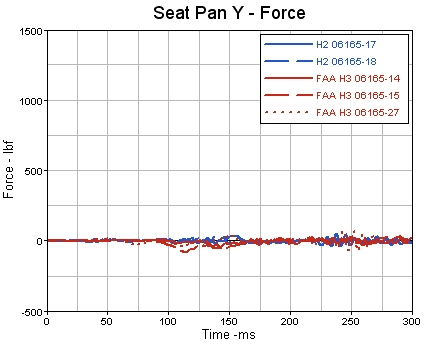 Seat Pan Y - Force
1500
H2 06165-17
H2 06165-18
FAA H3 06165-14
FAA H3 06165-15
FAA H3 06165-27
1000
500
0
-500
Force - lbf
0 50 100 150 200 250 300
Time -ms